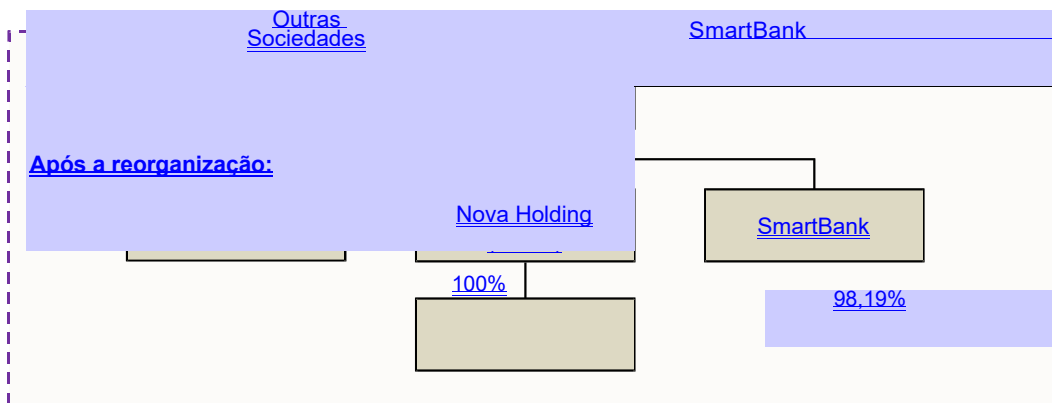 Outras
Sociedades
SmartBank
Após a reorganização:
Nova Holding
SmartBank
100%
98,19%